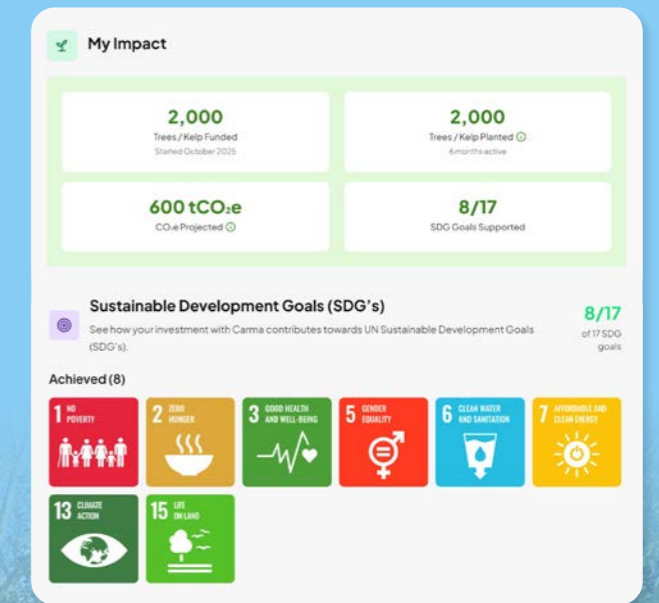 My Impact
2,000
Trees / Kelp Funded
Started October 2025
2,000
Trees / Kelp Planted
6 months active
600 tCO₂e
CO₂e Projected
8/17
SDG Goals Supported
Sustainable Development Goals (SDG's)
See how your investment with Carma contributes towards UN Sustainable Development Goals
(SDG's).
8/17
of 17 SDG
goals
Achieved (8)
1 NO
POVERTY
2 ZERO
HUNGER
3 GOOD HEALTH
AND WELL-BEING
5 GENDER
EQUALITY
6 CLEAN WATER
AND SANITATION
7 AFFORDABLE AND
CLEAN ENERGY
13 CLIMATE
ACTION
15 LIFE
ON LAND